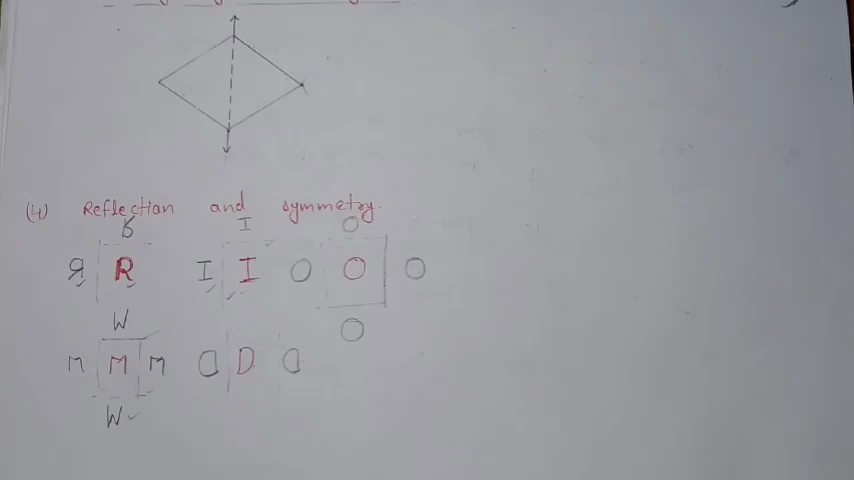 (4) Reflection and symmetry.
R I O
Я R I I O O O
W O
M M M D D D
W